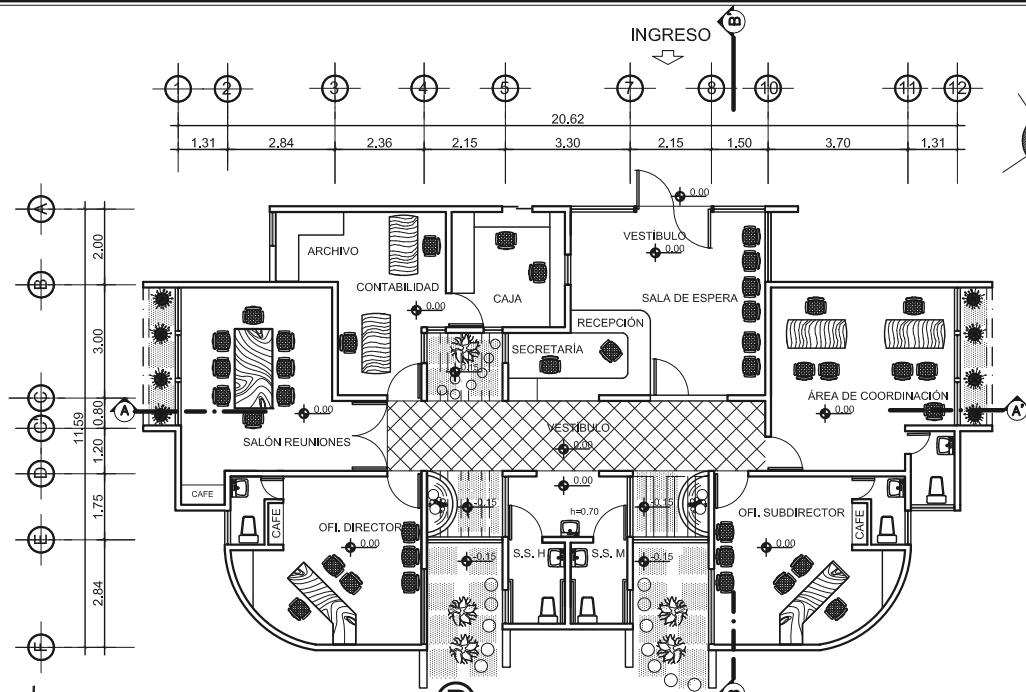 INGRESO
B'
1 2 3 4 5 7 8 10 11 12
20.62
1.31 2.84 2.36 2.15 3.30 2.15 1.50 3.70 1.31
A
B
C
C'
D
E
F
11.59
2.00
3.00
0.80
1.20
1.75
2.84
0.00
VESTÍBULO
0.00
ARCHIVO
CONTABILIDAD
0.00
CAJA
SALA DE ESPERA
RECEPCIÓN
SECRETARÍA
-0.15
A
0.00
SALÓN REUNIONES
VESTÍBULO
0.00
ÁREA DE COORDINACIÓN
0.00
A'
CAFE
CAFE
OFI. DIRECTOR
0.00
-0.15
-0.15
0.00
h=0.70
S.S. H
S.S. M
-0.15
-0.15
OFI. SUBDIRECTOR
0.00
CAFE